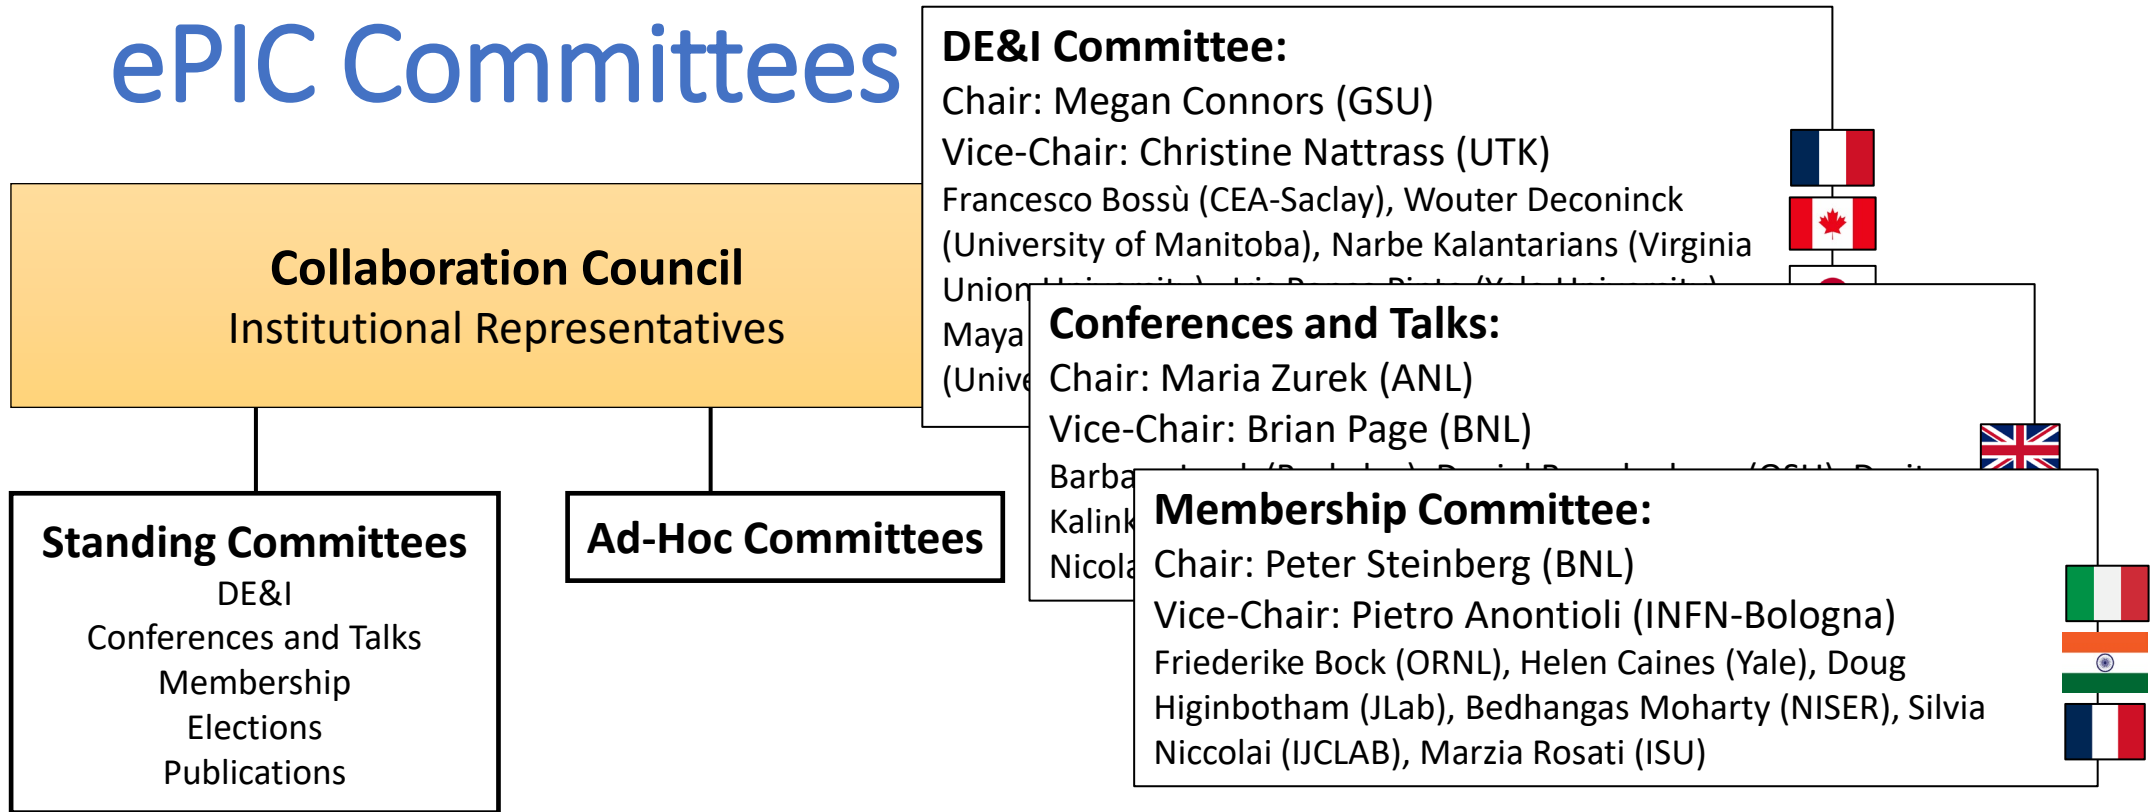 ePIC Committees
Collaboration Council
Institutional Representatives
Standing Committees
DE&I
Conferences and Talks
Membership
Elections
Publications
Ad-Hoc Committees
DE&I Committee:
Chair: Megan Connors (GSU)
Vice-Chair: Christine Nattrass (UTK)
Francesco Bossù (CEA-Saclay), Wouter Deconinck
(University of Manitoba), Narbe Kalantarians (Virginia
Union
Maya
Conferences and Talks:
Chair: Maria Zurek (ANL)
Vice-Chair: Brian Page (BNL)
Membership Committee:
Chair: Peter Steinberg (BNL)
Vice-Chair: Pietro Anontioli (INFN-Bologna)
Friederike Bock (ORNL), Helen Caines (Yale), Doug
Higinbotham (JLab), Bedhangas Moharty (NISER), Silvia
Niccolai (IJCLAB), Marzia Rosati (ISU)